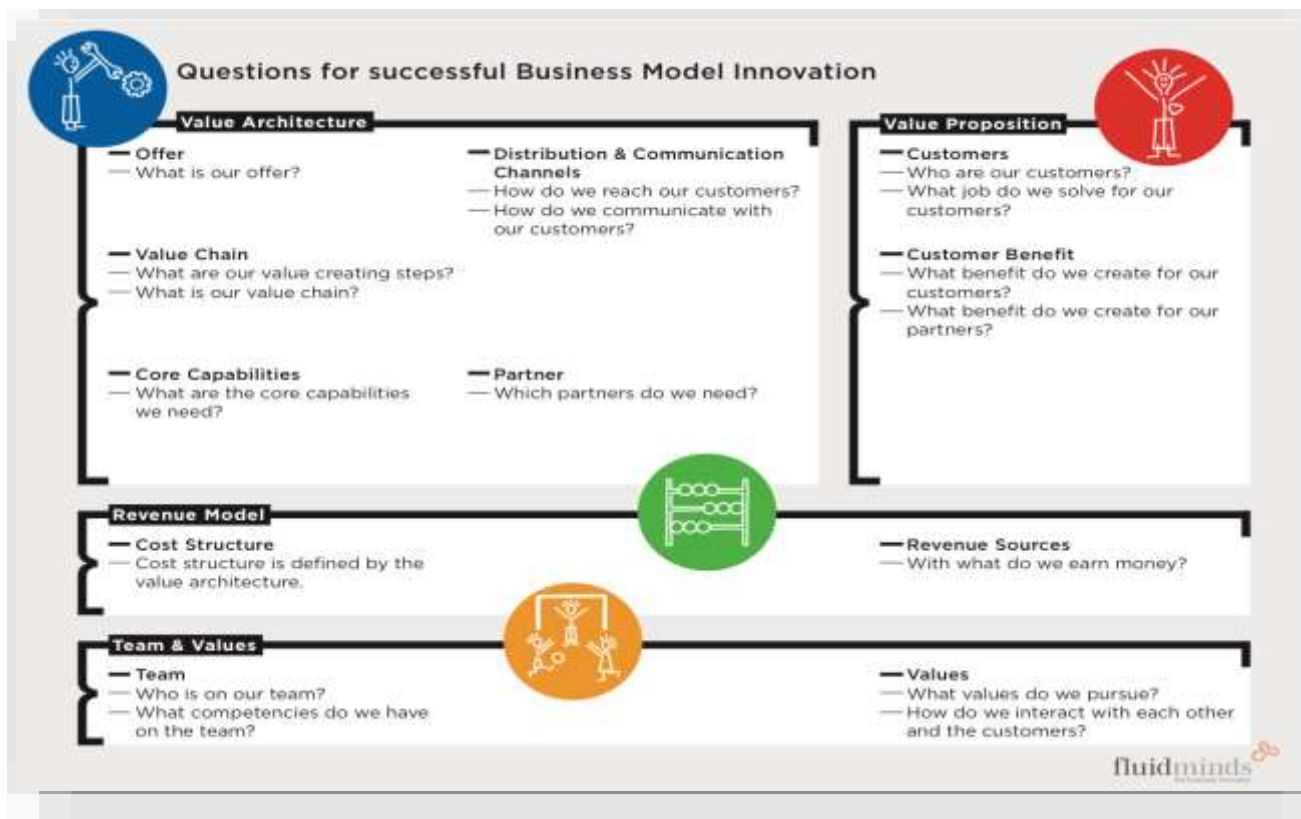 Questions for successful Business Model Innovation
Value Architecture
— Offer
— What is our offer?
— Value Chain
— What are our value creating steps?
— What is our value chain?
— Core Capabilities
— What are the core capabilities
we need?
— Distribution & Communication
Channels
— How do we reach our customers?
— How do we communicate with
our customers?
— Partner
— Which partners do we need?
Value Proposition
— Customers
— Who are our customers?
— What job do we solve for our
customers?
— Customer Benefit
— What benefit do we create for our
customers?
— What benefit do we create for our
partners?
Revenue Model
— Cost Structure
— Cost structure is defined by the
value architecture.
— Revenue Sources
— With what do we earn money?
Team & Values
— Team
— Who is on our team?
— What competencies do we have
on the team?
— Values
— What values do we pursue?
— How do we interact with each other
and the customers?
fluidminds